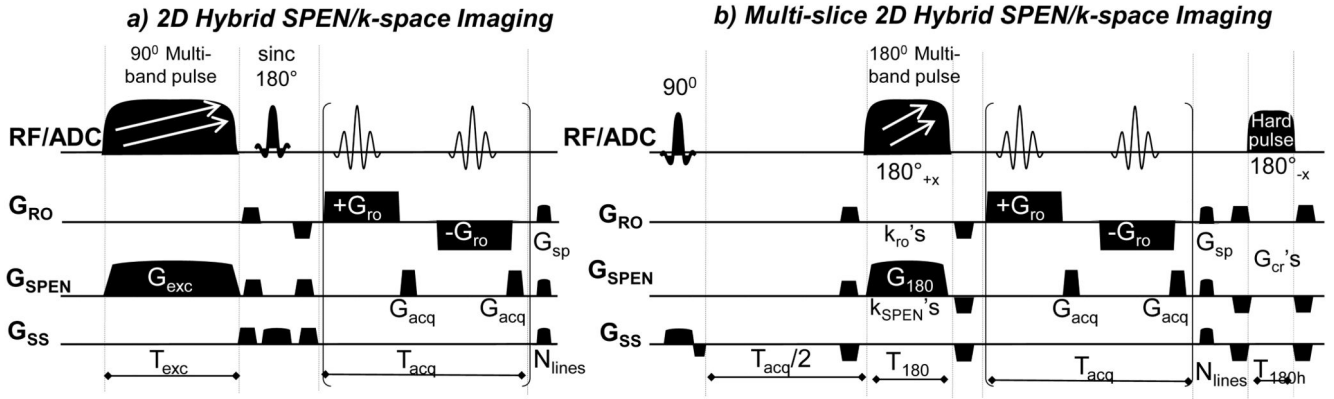 a) 2D Hybrid SPEN/k-space Imaging
90⁰ Multi-
band pulse
sinc
180°
RF/ADC
G_RO
+G_ro
-G_ro
G_sp
G_SPEN
G_exc
G_acq
G_acq
G_SS
T_exc
T_acq
N_lines
b) Multi-slice 2D Hybrid SPEN/k-space Imaging
90⁰
180⁰ Multi-
band pulse
Hard
pulse
RF/ADC
180°₊ₓ
180°₋ₓ
G_RO
+G_ro
k_ro's
-G_ro
G_sp
G_cr's
G_SPEN
G_180
k_SPEN's
G_acq
G_acq
G_SS
T_acq/2
T_180
T_acq
N_lines
T_180h